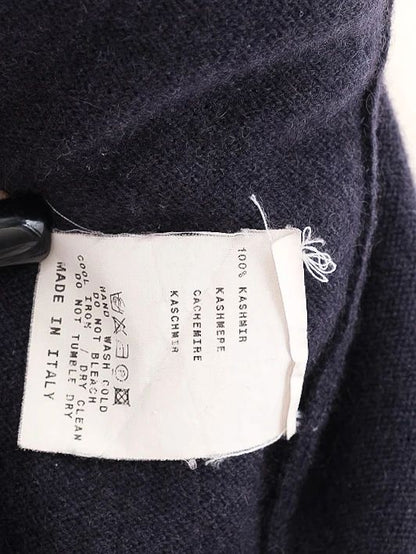 100% KASHMIR
KASHMERE
CACHEMIRE
KASCHMIR
HAND WASH COLD
DO NOT BLEACH
COOL IRON / DRY CLEAN
DO NOT TUMBLE DRY
MADE IN ITALY